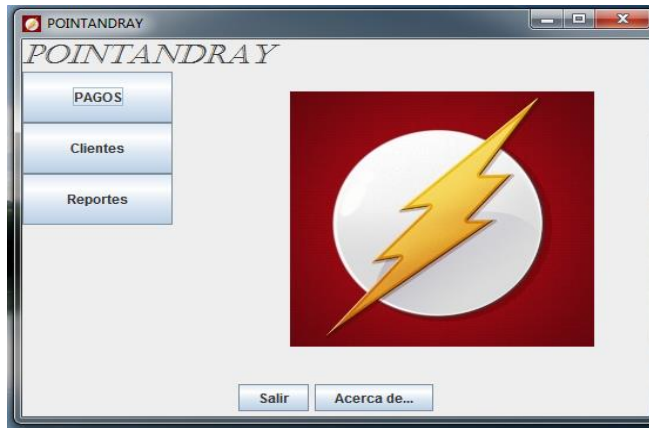 POINTANDRAY
POINTANDRAY
PAGOS
Clientes
Reportes
Salir
Acerca de...